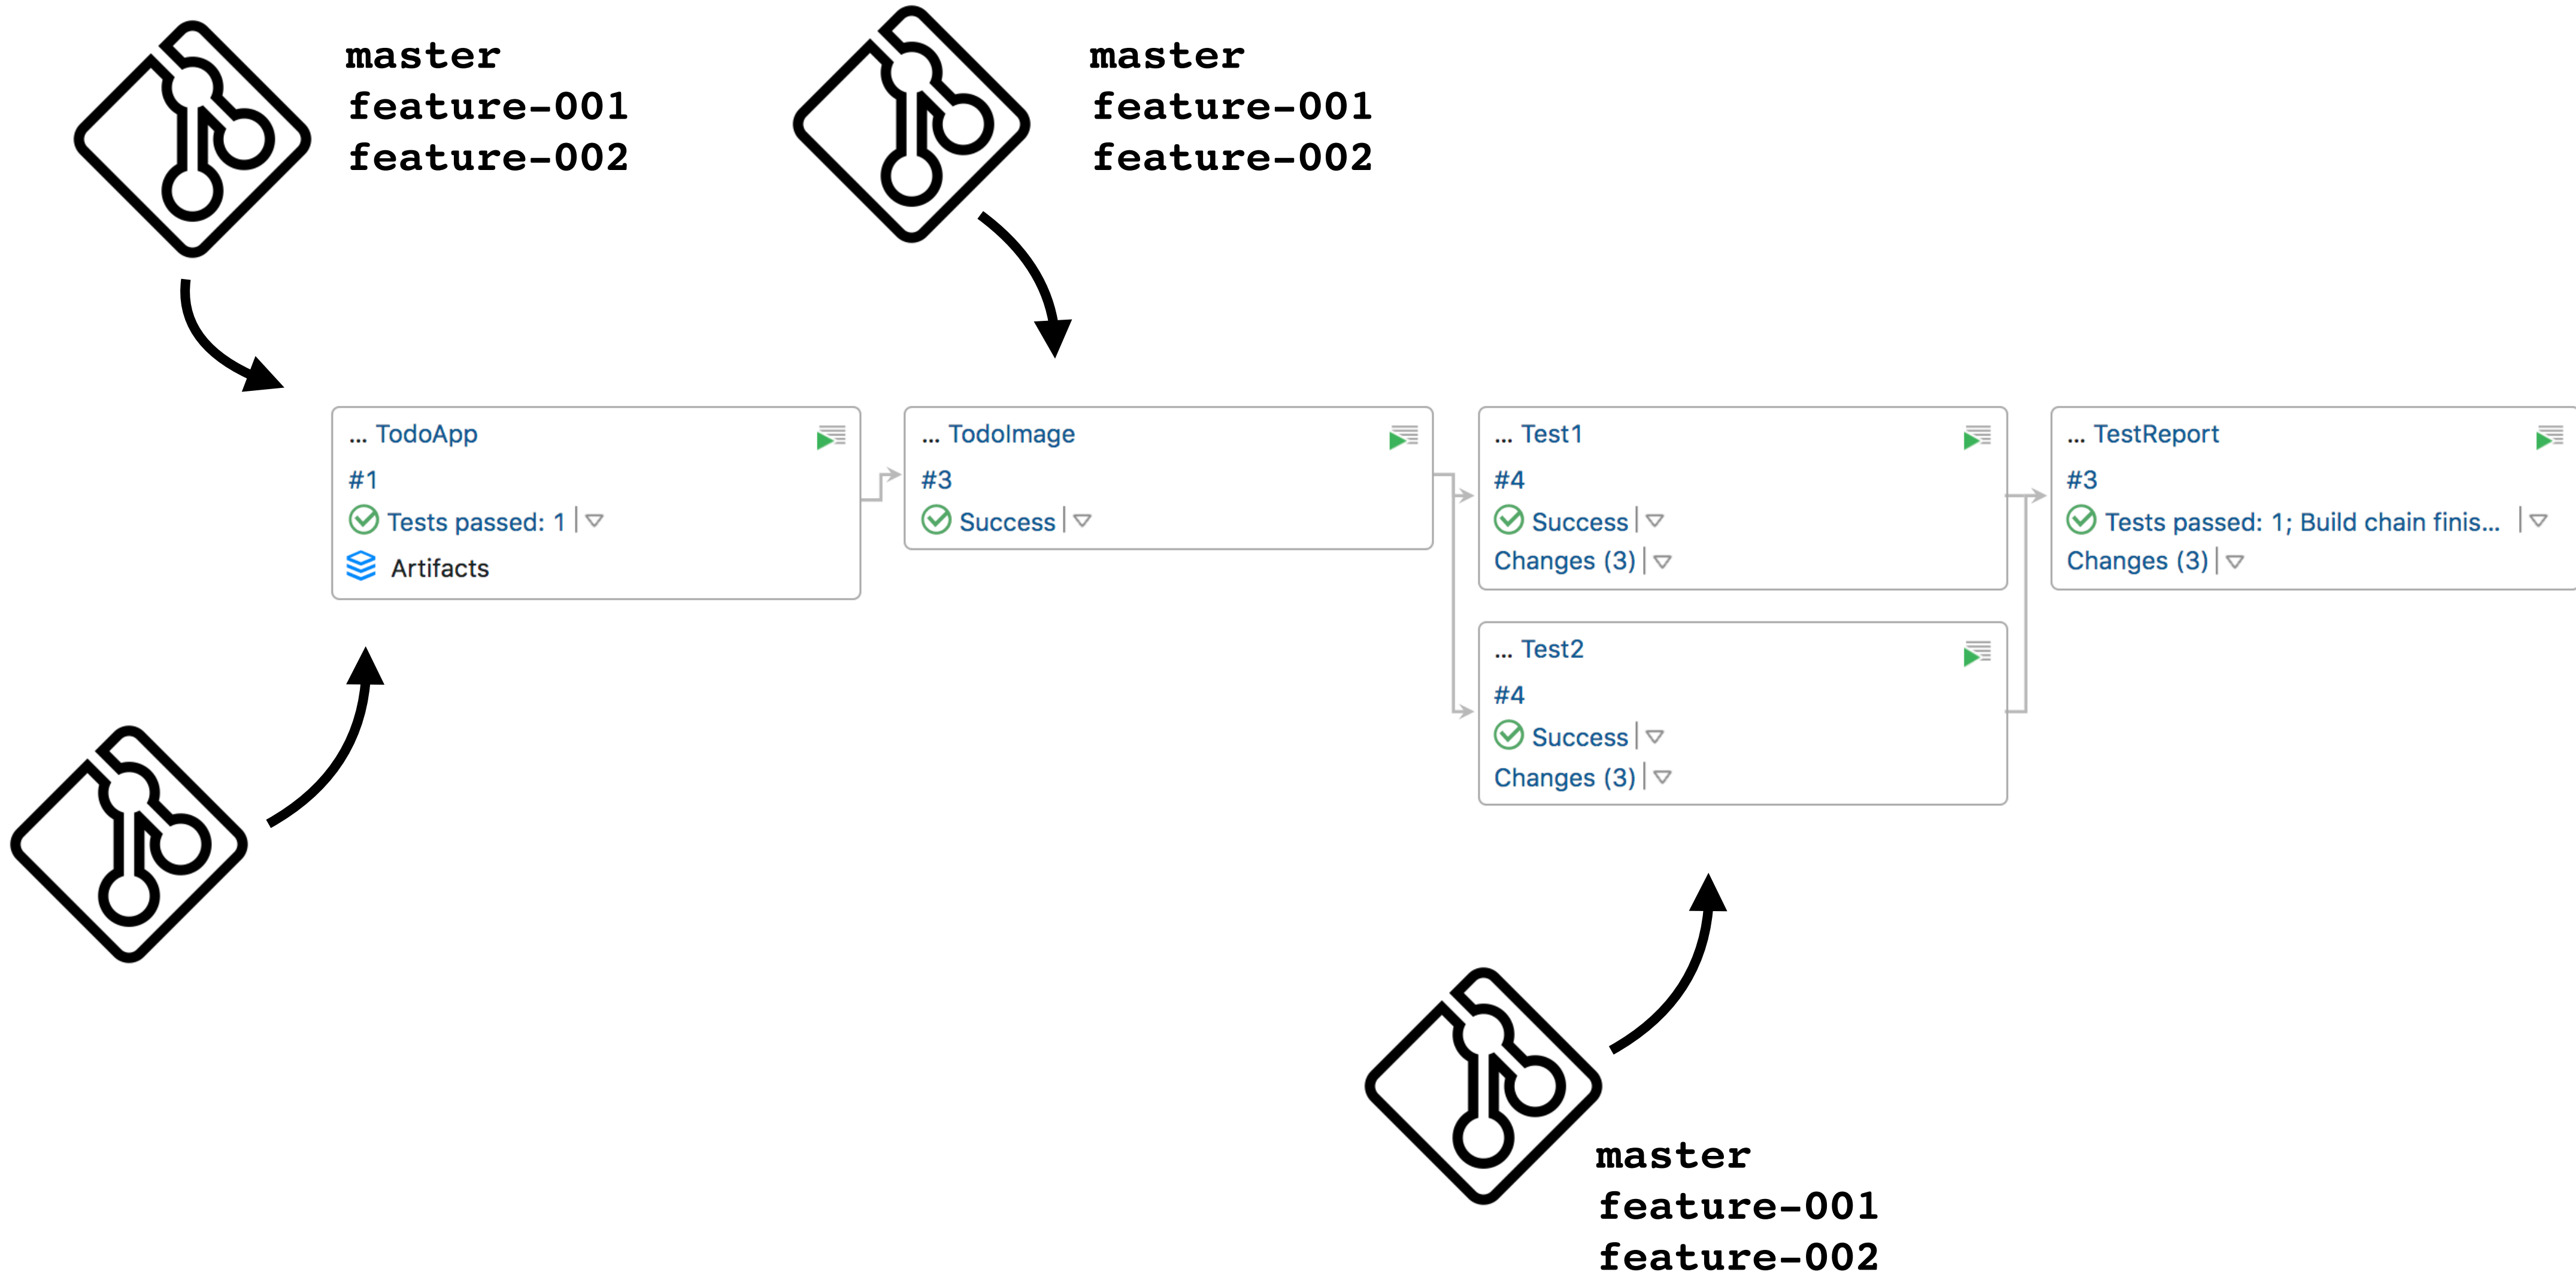 master
feature-001
feature-002
master
feature-001
feature-002
... TodoApp
#1
Tests passed: 1
Artifacts
... TodoImage
#3
Success
... Test1
#4
Success
Changes (3)
... Test2
#4
Success
Changes (3)
... TestReport
#3
Tests passed: 1; Build chain finis...
Changes (3)
master
feature-001
feature-002